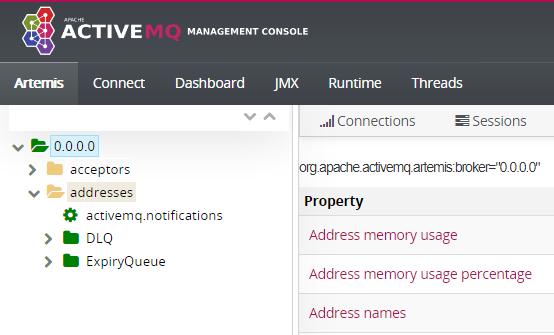 APACHE
ACTIVEMQ MANAGEMENT CONSOLE
Artemis Connect Dashboard JMX Runtime Threads
Connections Sessions
0.0.0.0
acceptors
addresses
activemq.notifications
DLQ
ExpiryQueue
org.apache.activemq.artemis:broker="0.0.0.0"
Property
Address memory usage
Address memory usage percentage
Address names